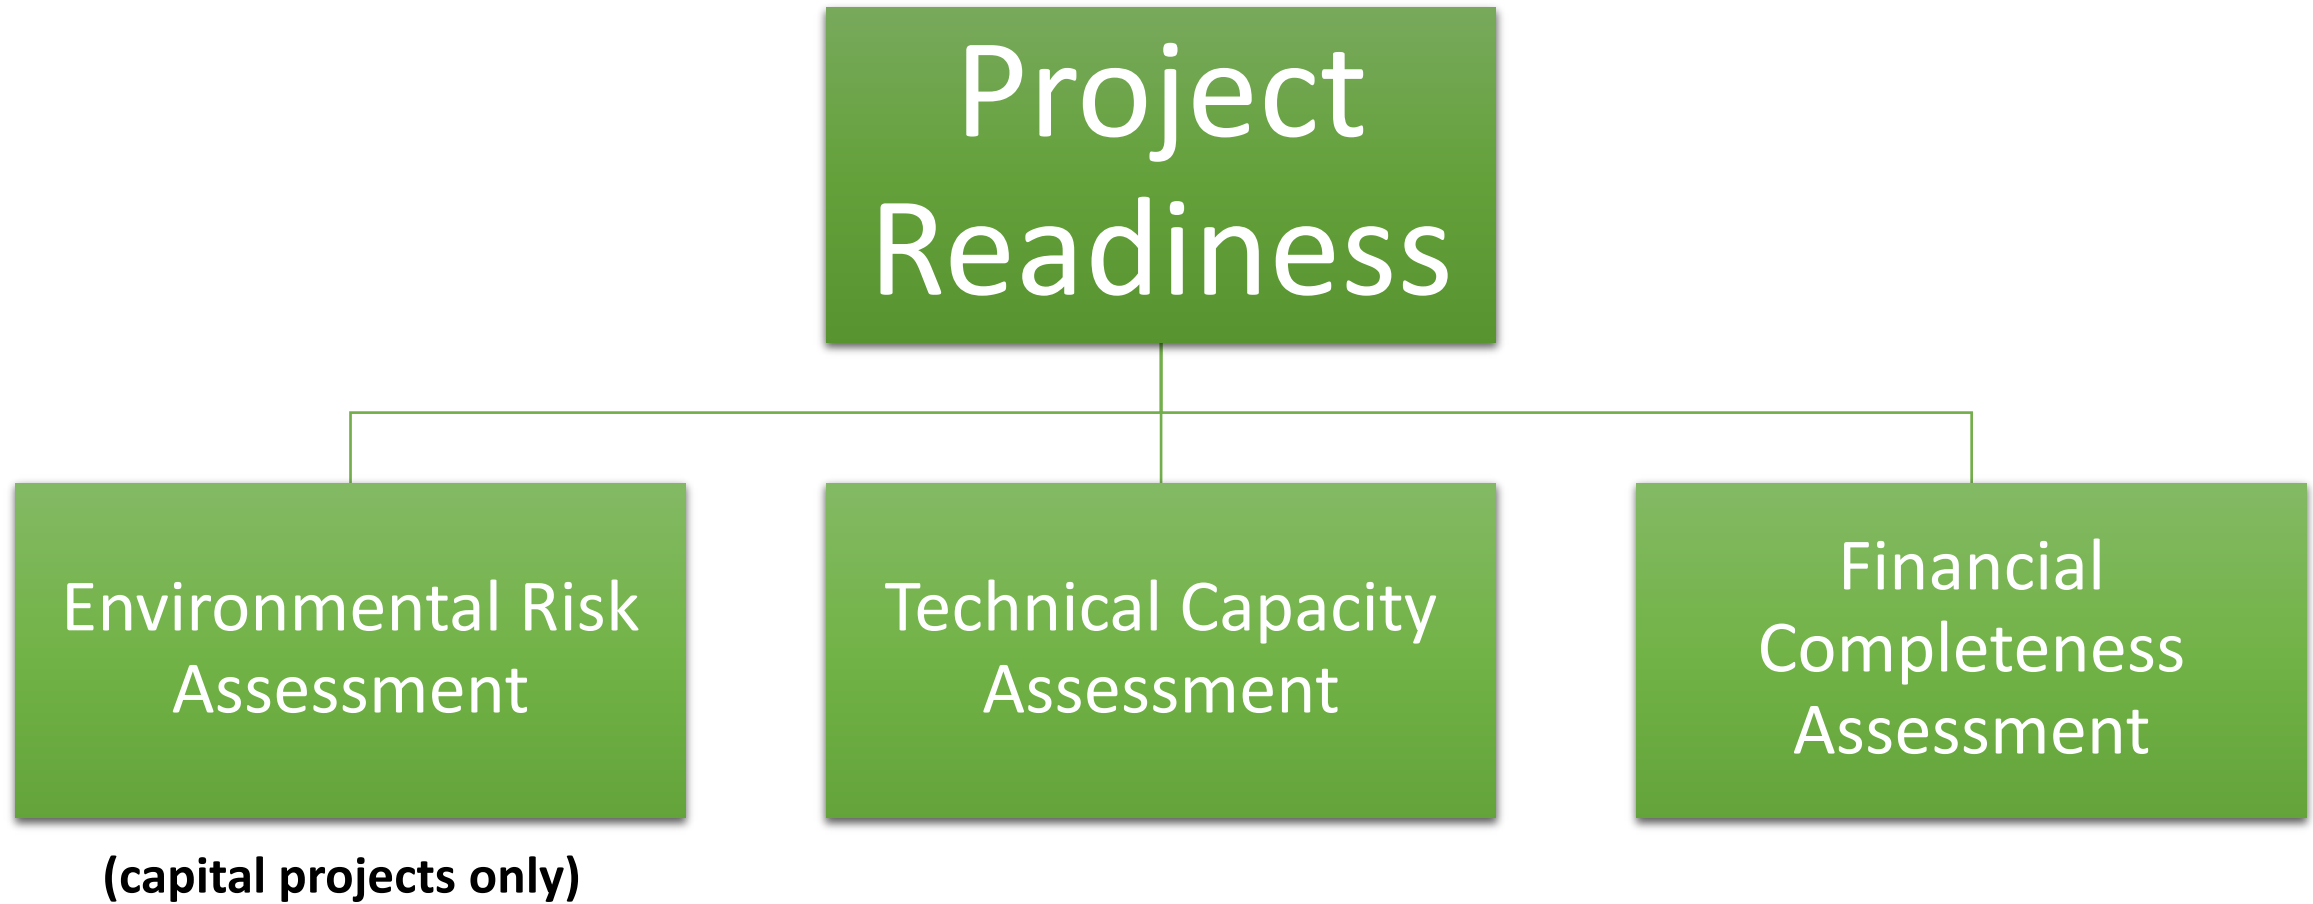 Project
Readiness
Environmental Risk
Assessment
(capital projects only)
Technical Capacity
Assessment
Financial
Completeness
Assessment